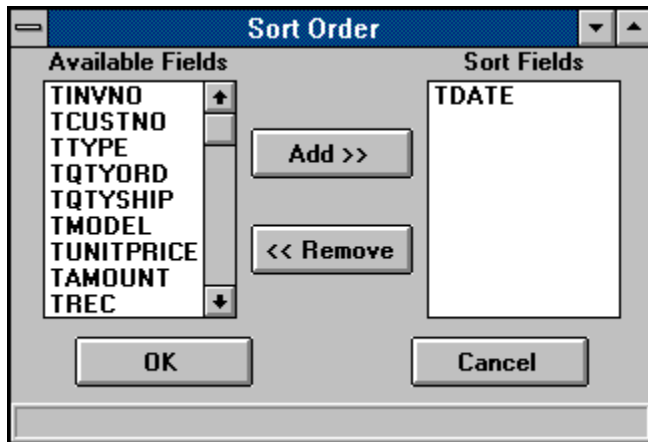 Sort Order
Available Fields
Sort Fields
TINVNO
TCUSTNO
TTYPE
TQTYORD
TQTYSHIP
TMODEL
TUNITPRICE
TAMOUNT
TREC
Add >>
<< Remove
TDATE
OK
Cancel